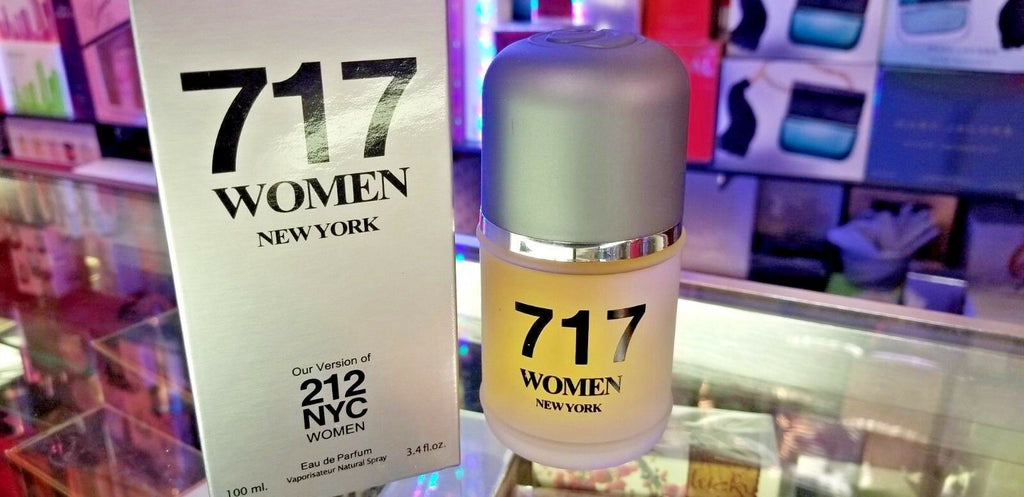 717
WOMEN
NEW YORK
Our Version of
212
NYC
WOMEN
Eau de Parfum
Vaporisateur Natural Spray
100 ml.
3.4 fl.oz.
717
WOMEN
NEW YORK